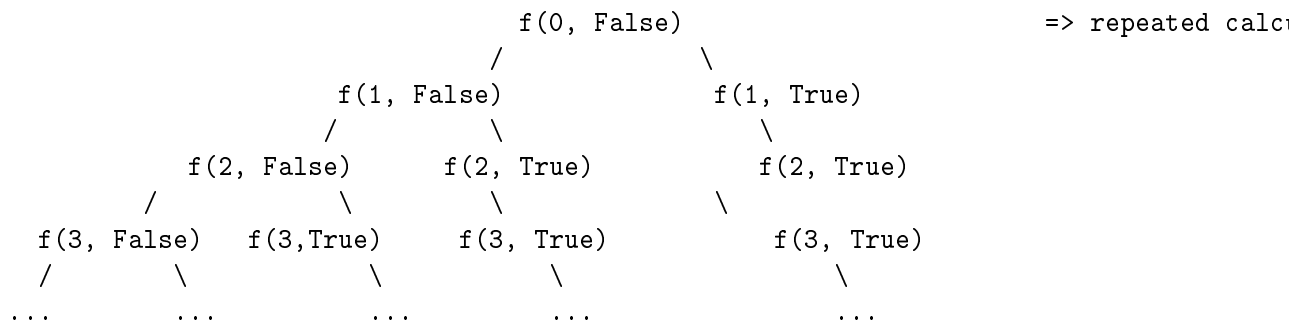 f(0, False) => repeated
/ \
f(1, False) f(1, True)
/ \ \
f(2, False) f(2, True) f(2, True)
/ \ \ \
f(3, False) f(3,True) f(3, True) f(3, True)
/ \ \ \ \
... ... ... ... ...